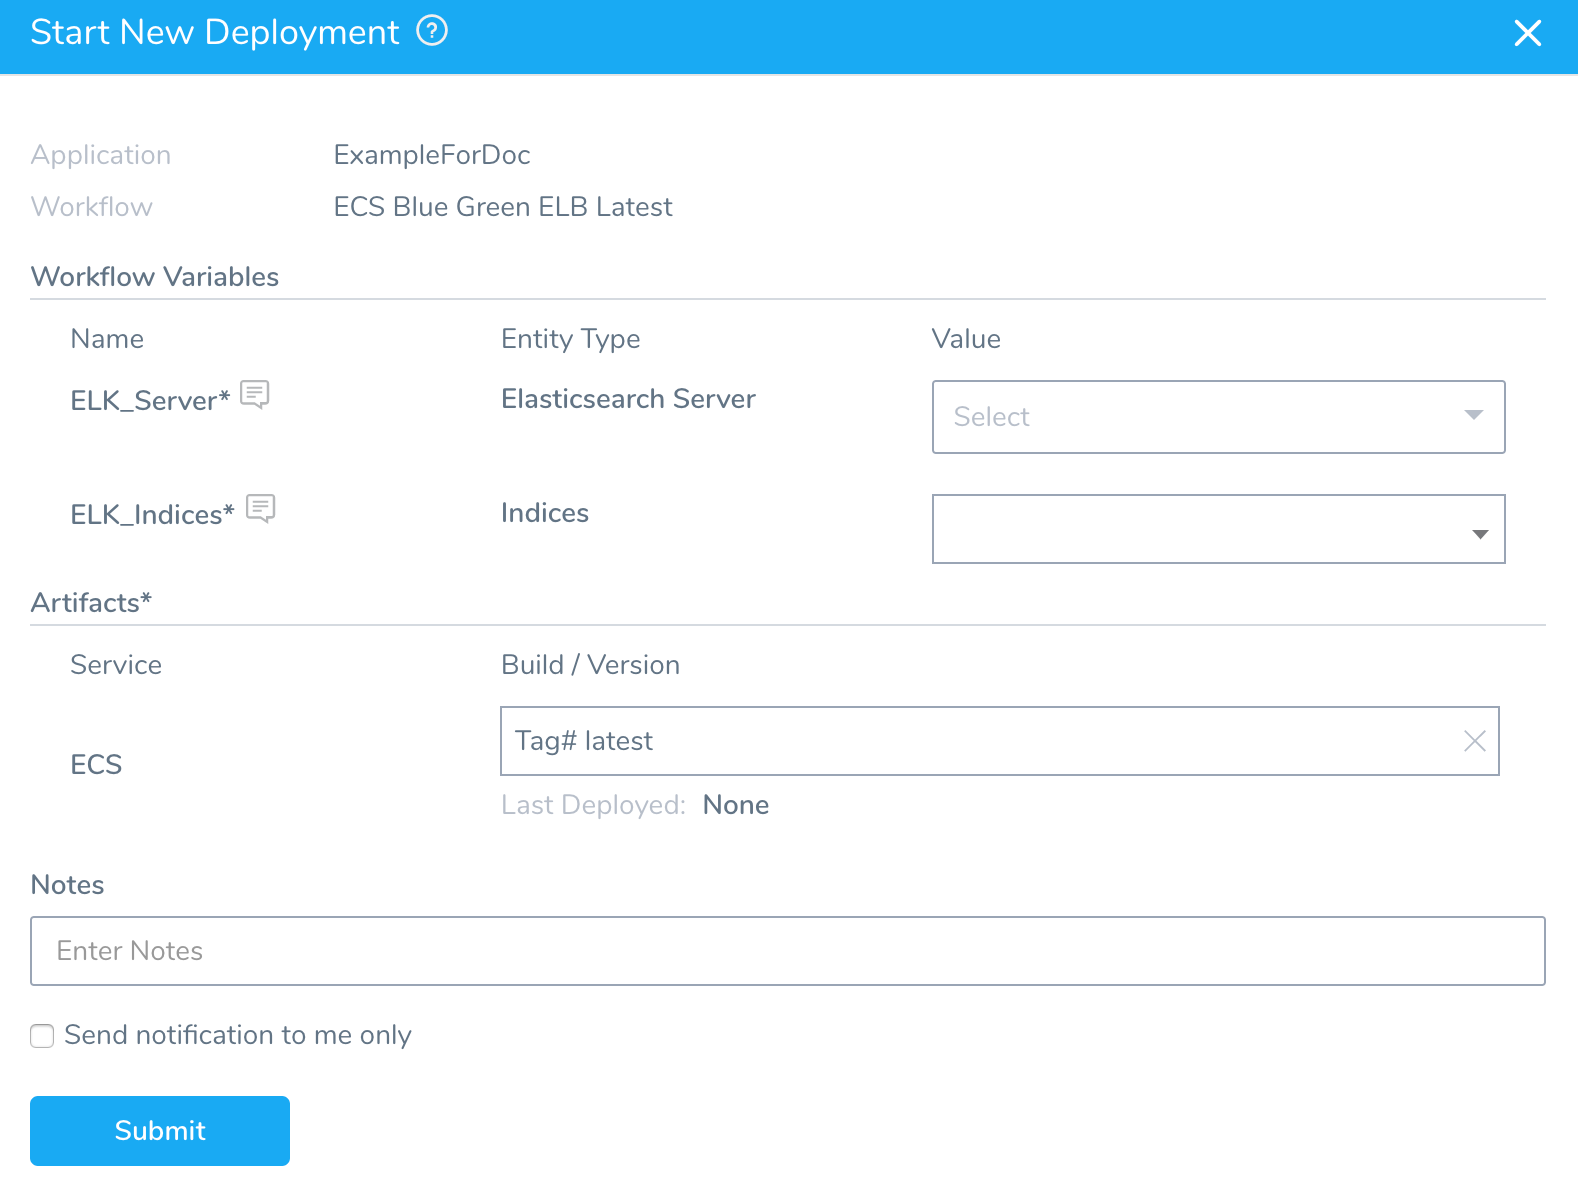 Start New Deployment ?
Application ExampleForDoc
Workflow ECS Blue Green ELB Latest
Workflow Variables
Name Entity Type Value
ELK_Server* Elasticsearch Server Select
ELK_Indices* Indices
Artifacts*
Service Build / Version
Tag# latest
ECS
Last Deployed: None
Notes
Enter Notes
Send notification to me only
Submit